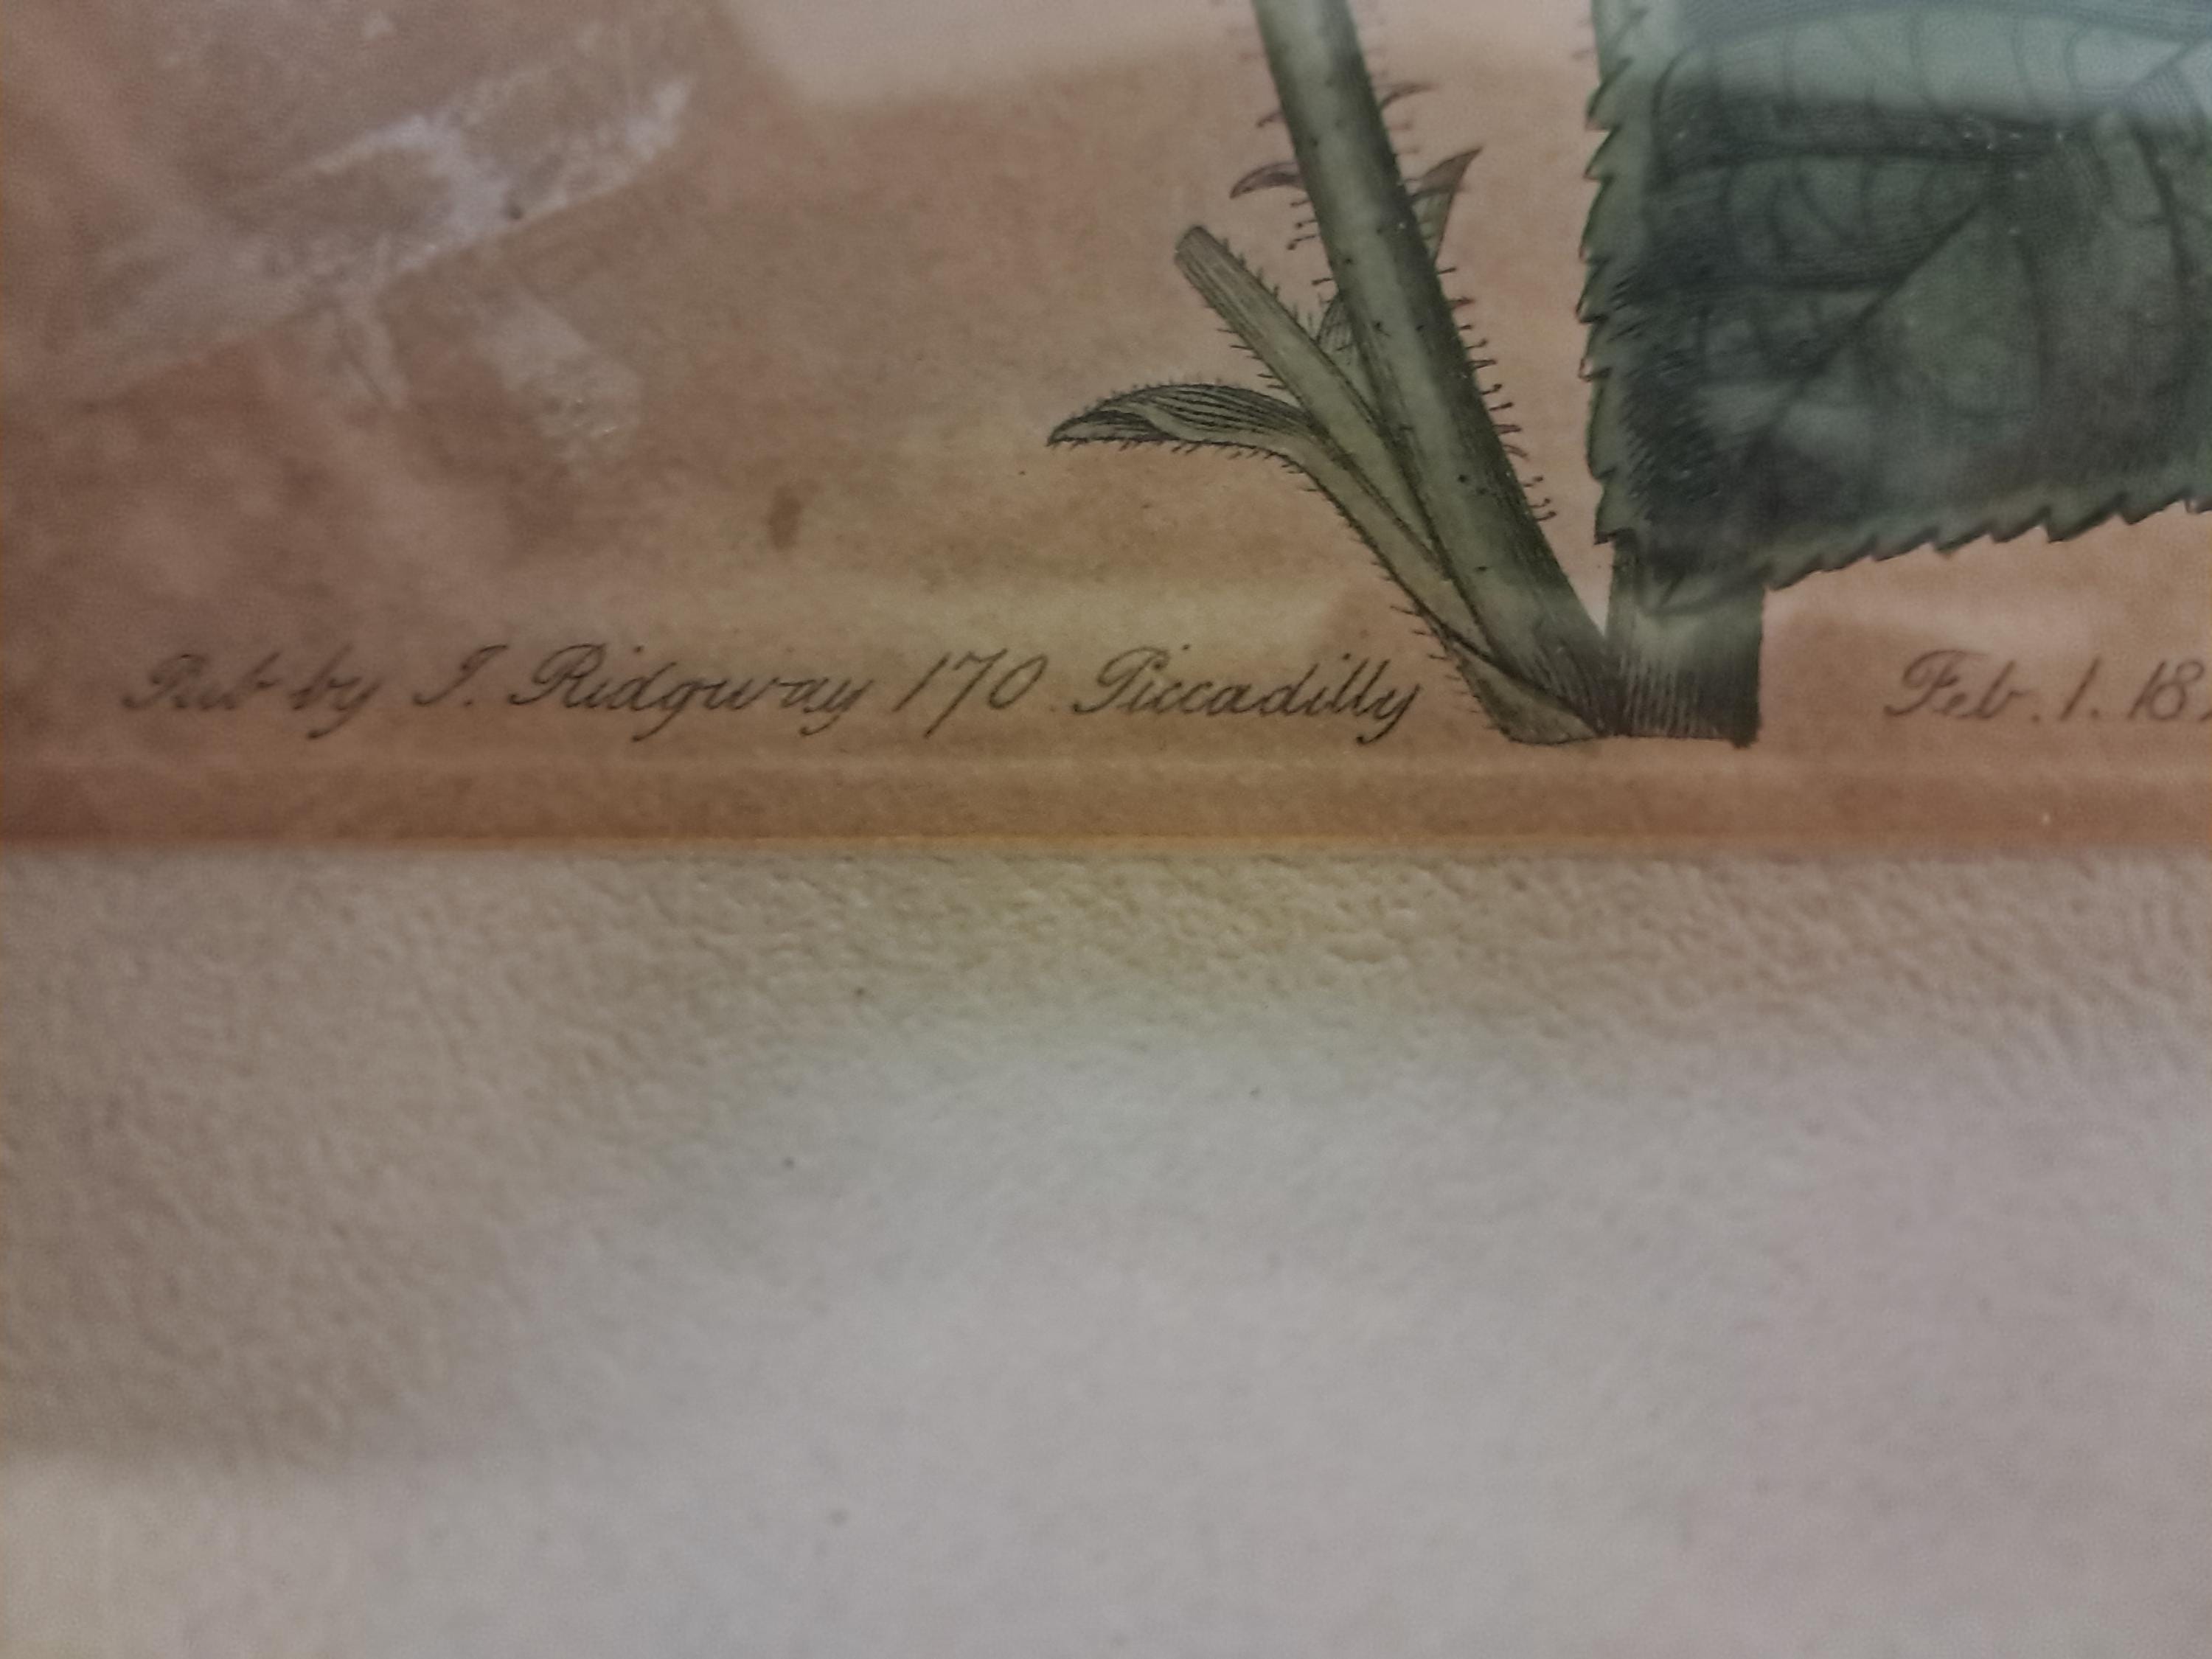 Pub by J. Ridgway 170 Piccadilly Feb. 1. 18